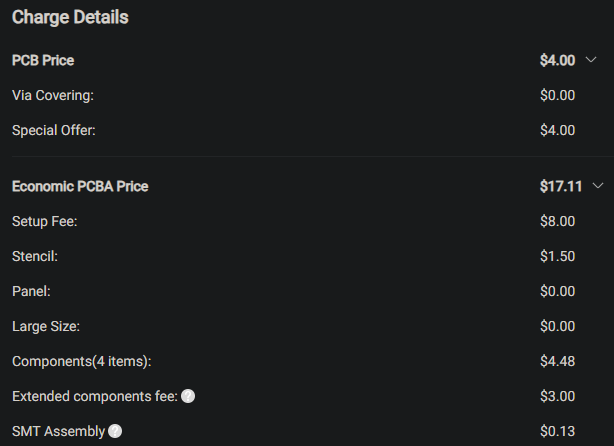 Charge Details
PCB Price $4.00
Via Covering: $0.00
Special Offer: $4.00
Economic PCBA Price $17.11
Setup Fee: $8.00
Stencil: $1.50
Panel: $0.00
Large Size: $0.00
Components(4 items): $4.48
Extended components fee: ? $3.00
SMT Assembly ? $0.13